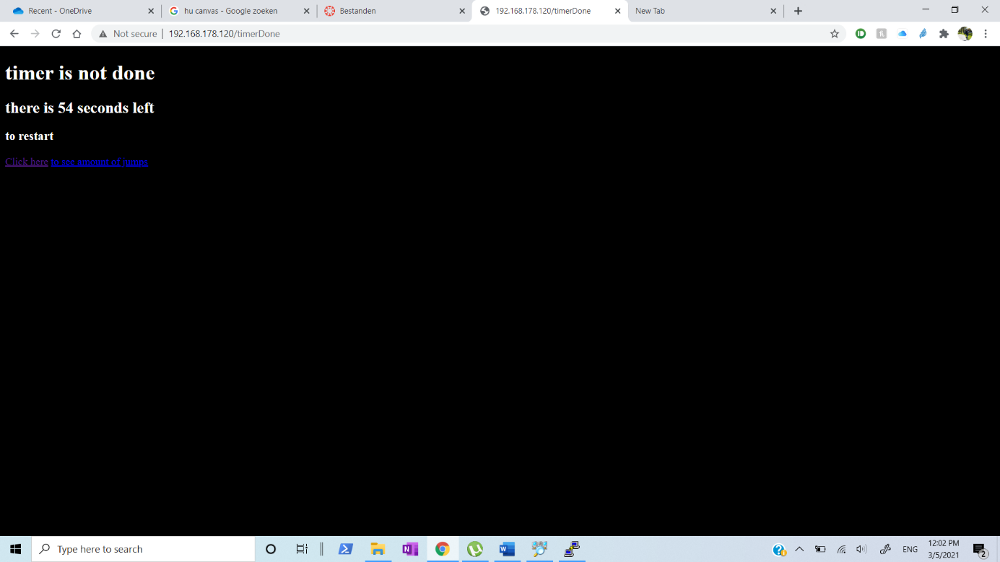 Recent - OneDrive
hu canvas - Google zoeken
Bestanden
192.168.178.120/timerDone
New Tab
Not secure | 192.168.178.120/timerDone
timer is not done
there is 54 seconds left
to restart
Click here to see amount of jumps
Type here to search
ENG
12:02 PM
3/5/2021
2